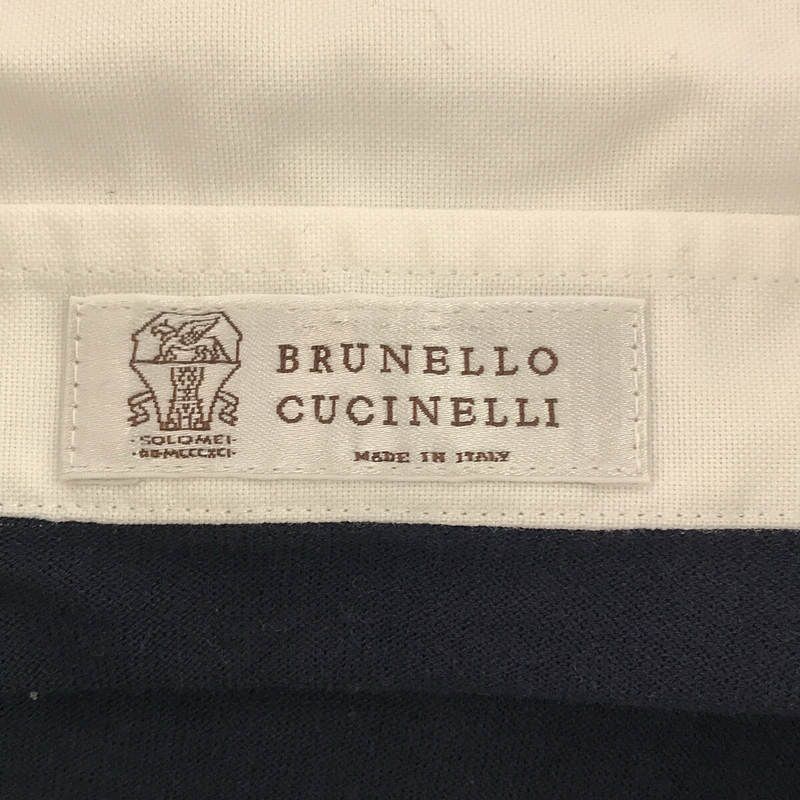 BRUNELLO
CUCINELLI
MADE IN ITALY
·SOLOMEI·